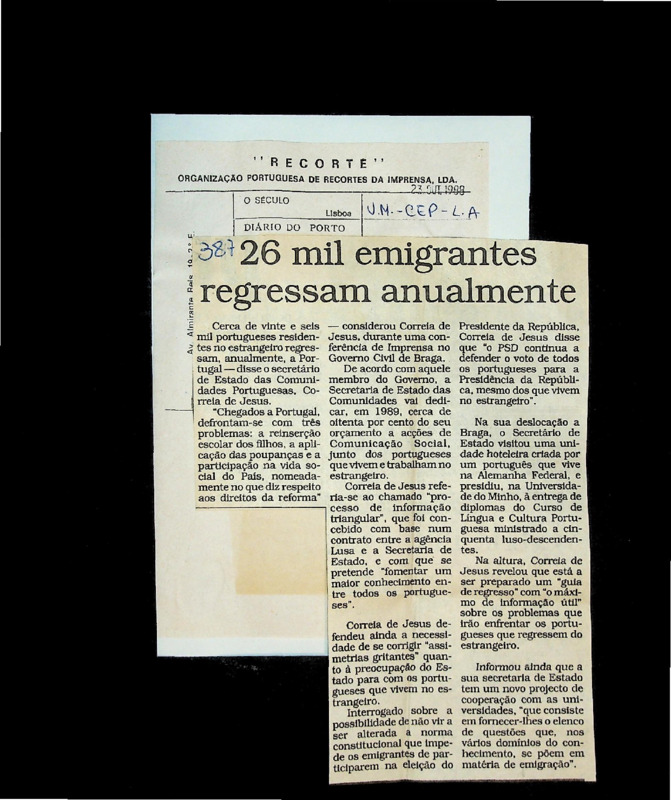 "RECORTE"
ORGANIZAÇÃO PORTUGUESA DE RECORTES DA IMPRENSA, LDA.
23 OUT. 1988
O SÉCULO
Lisboa
U.M.-CEP-L.A
DIÁRIO DO PORTO
Av. Almirante Reis, 19-2.º E.
387
26 mil emigrantes
regressam anualmente
Cerca de vinte e seis
mil portugueses residen-
tes no estrangeiro regres-
sam, anualmente, a Por-
tugal — disse o secretário
de Estado das Comuni-
dades Portuguesas, Co-
rreia de Jesus.
"Chegados a Portugal,
defrontam-se com três
problemas: a reinserção
escolar dos filhos, a apli-
cação das poupanças e a
participação na vida so-
cial do País, nomeada-
mente no que diz respeito
aos direitos da reforma"
— considerou Correia de
Jesus, durante uma con-
ferência de Imprensa no
Governo Civil de Braga.
De acordo com aquele
membro do Governo, a
Secretaria de Estado das
Comunidades vai dedi-
car, em 1989, cerca de
oitenta por cento do seu
orçamento a acções de
Comunicação Social,
junto dos portugueses
que vivem e trabalham no
estrangeiro.
Correia de Jesus refe-
ria-se ao chamado "pro-
cesso de informação
triangular", que foi con-
cebido com base num
contrato entre a agência
Lusa e a Secretaria de
Estado, e com que se
pretende "fomentar um
maior conhecimento en-
tre todos os portugue-
ses".
Correia de Jesus de-
fendeu ainda a necessi-
dade de se corrigir "assi-
metrias gritantes" quan-
to à preocupação do Es-
tado para com os portu-
gueses que vivem no es-
trangeiro.
Interrogado sobre a
possibilidade de não vir a
ser alterada a norma
constitucional que impe-
de os emigrantes de par-
ticiparem na eleição do
Presidente da República,
Correia de Jesus disse
que "o PSD continua a
defender o voto de todos
os portugueses para a
Presidência da Repúbli-
ca, mesmo dos que vivem
no estrangeiro".
Na sua deslocação a
Braga, o Secretário de
Estado visitou uma uni-
dade hoteleira criada por
um português que vive
na Alemanha Federal, e
presidiu, na Universida-
de do Minho, à entrega de
diplomas do Curso de
Língua e Cultura Portu-
guesa ministrado a cin-
quenta luso-descenden-
tes.
Na altura, Correia de
Jesus revelou que está a
ser preparado um "guia
de regresso" com "o máxi-
mo de informação útil"
sobre os problemas que
irão enfrentar os portu-
gueses que regressem do
estrangeiro.
Informou ainda que a
sua secretaria de Estado
tem um novo projecto de
cooperação com as uni-
versidades, "que consiste
em fornecer-lhes o elenco
de questões que, nos
vários domínios do con-
hecimento, se põem em
matéria de emigração".